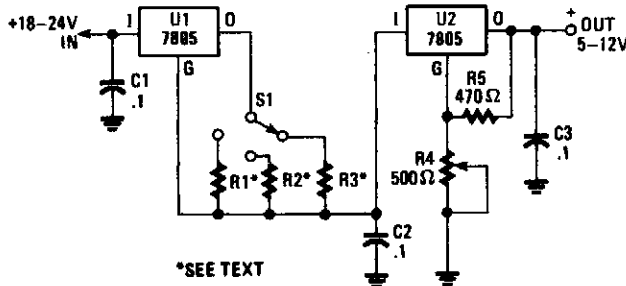 +18-24V
IN
I
U1
7805
O
G
C1
.1
S1
R1*
R2*
R3*
C2
.1
I
U2
7805
O
G
R5
470Ω
R4
500Ω
C3
.1
+
OUT
5-12V
*SEE TEXT